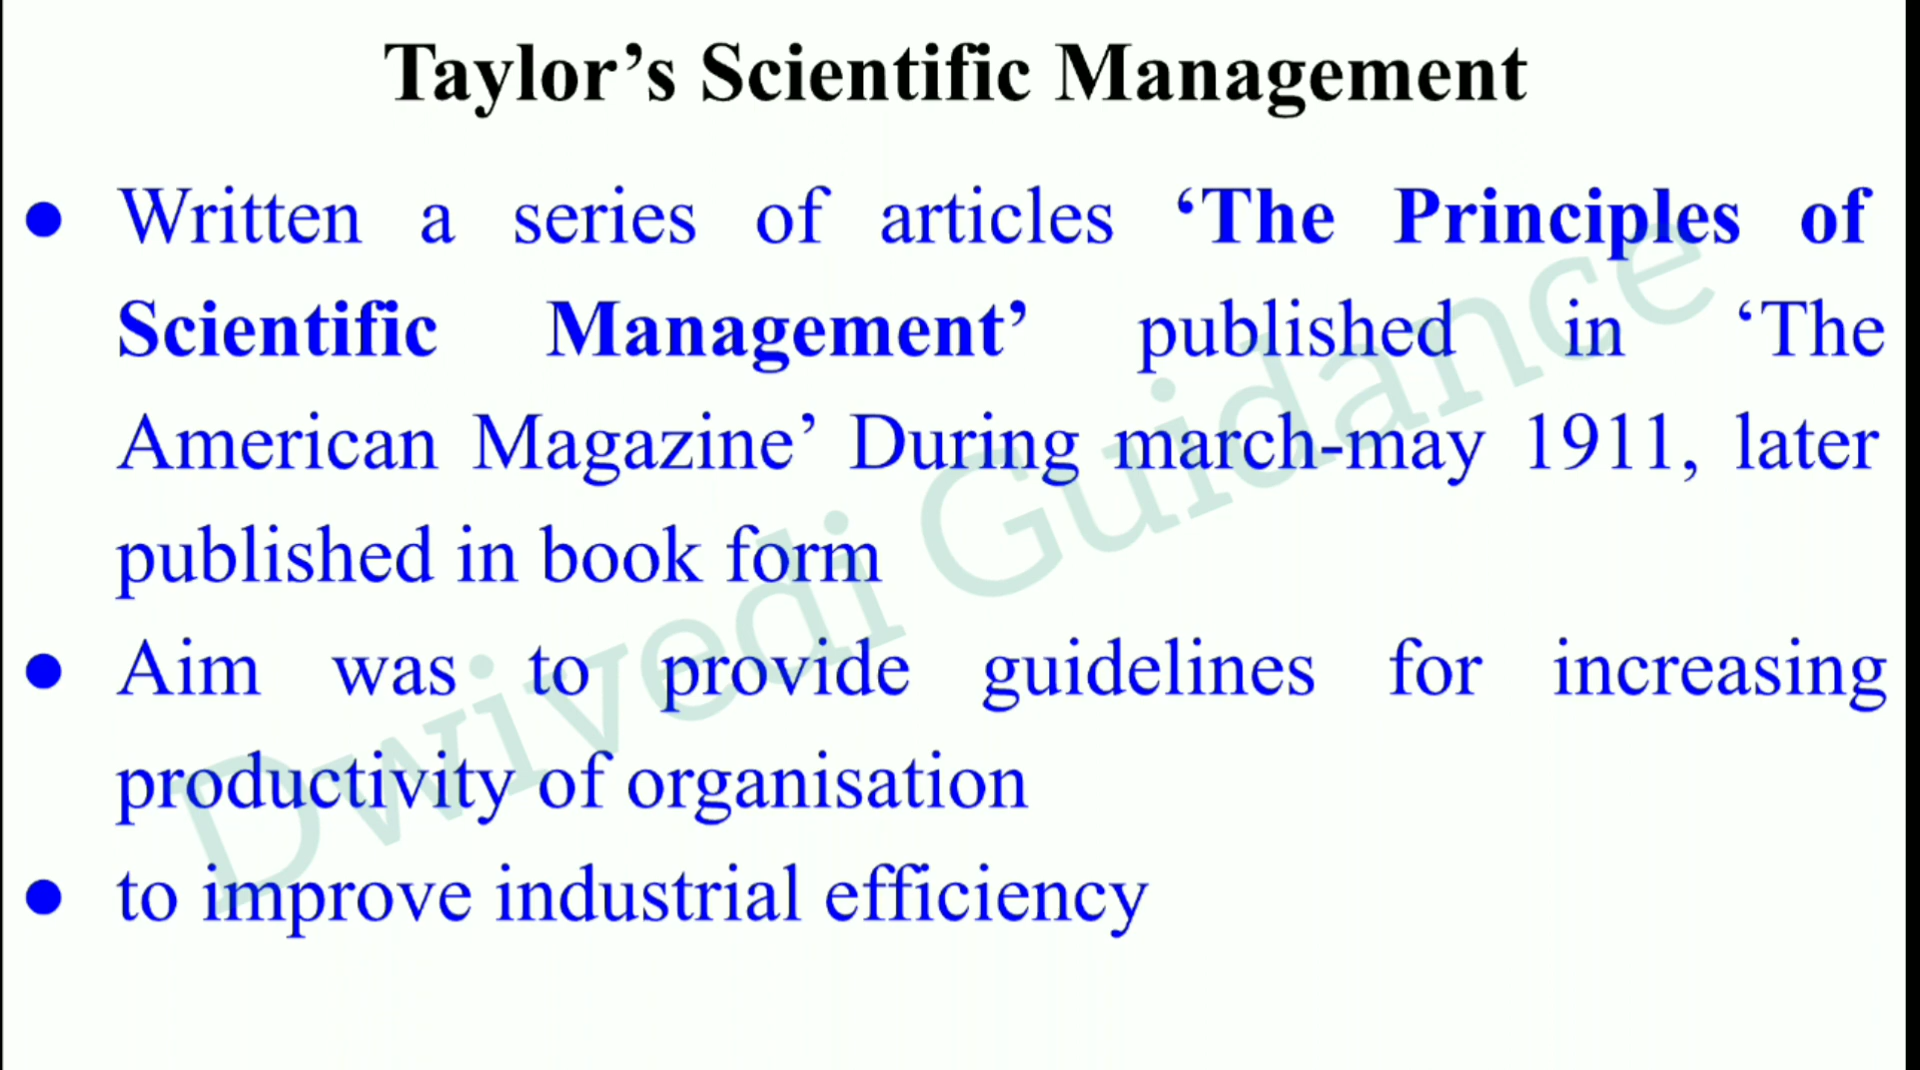 Taylor’s Scientific Management
● Written a series of articles ‘The Principles of
Scientific Management’ published in ‘The
American Magazine’ During march-may 1911, later
published in book form
● Aim was to provide guidelines for increasing
productivity of organisation
● to improve industrial efficiency
Dwivedi Guidance